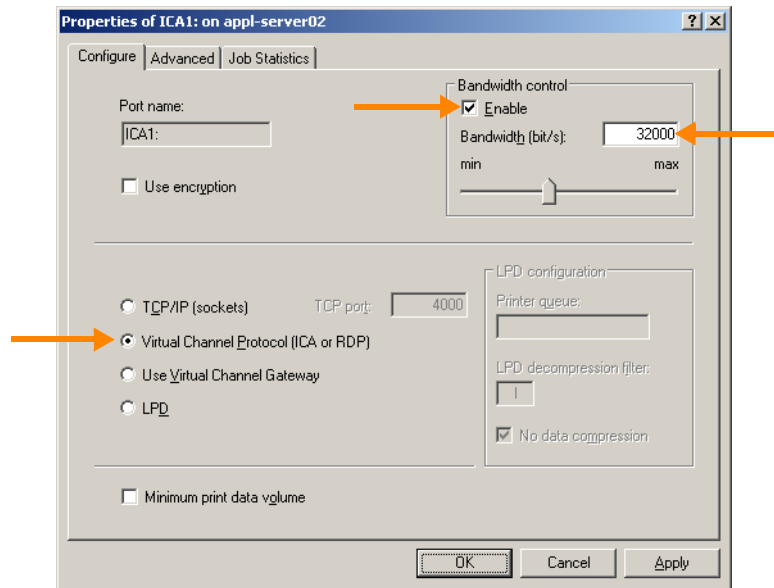 Properties of ICA1: on appl-server02
Configure Advanced Job Statistics
Bandwidth control
Enable
Bandwidth (bit/s): 32000
min max
Port name:
ICA1:
Use encryption
TCP/IP (sockets) TCP port: 4000
Virtual Channel Protocol (ICA or RDP)
Use Virtual Channel Gateway
LPD
LPD configuration
Printer queue:
LPD decompression filter:
l
No data compression
Minimum print data volume
OK Cancel Apply